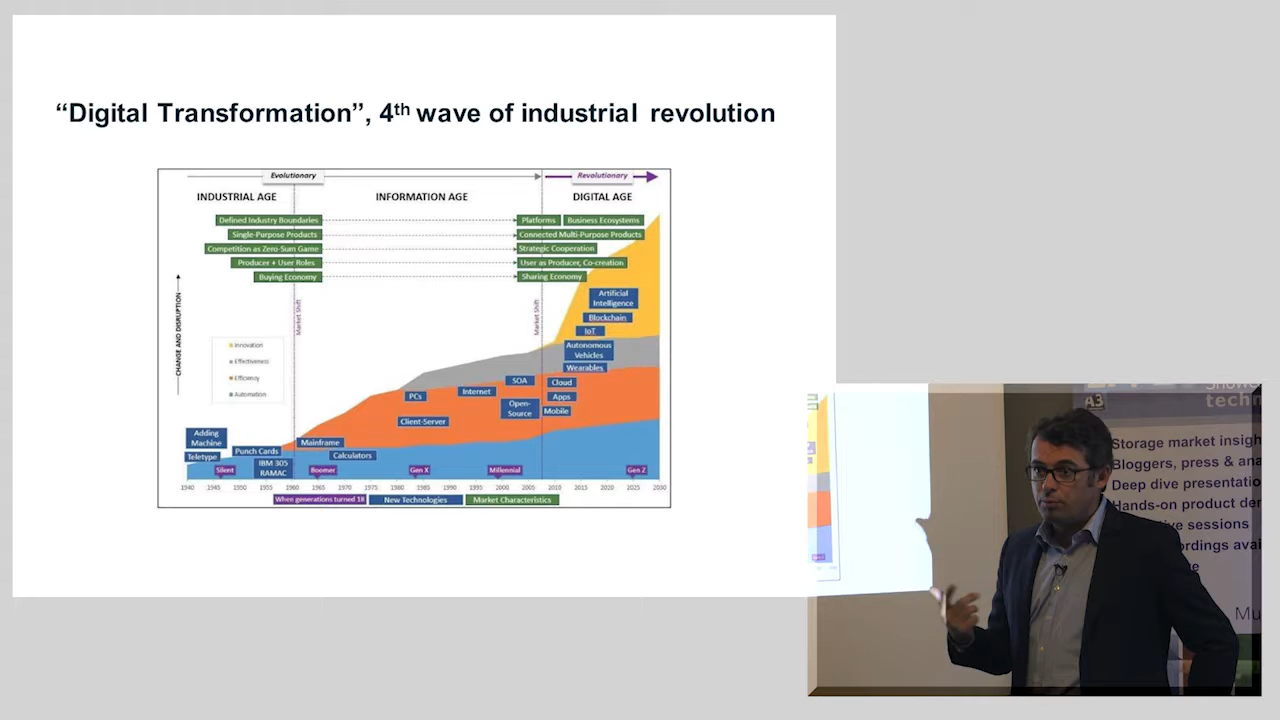 “Digital Transformation”, 4th wave of industrial revolution
Evolutionary
Revolutionary
INDUSTRIAL AGE
INFORMATION AGE
DIGITAL AGE
Defined Industry Boundaries
Platforms
Business Ecosystems
Single-Purpose Products
Connected Multi-Purpose Products
Competition as Zero-Sum Game
Strategic Cooperation
Producer + User Roles
User as Producer, Co-creation
Buying Economy
Sharing Economy
CHANGE AND DISRUPTION
Market Shift
Market Shift
Innovation
Effectiveness
Efficiency
Automation
Artificial
Intelligence
Blockchain
IoT
Autonomous
Vehicles
Wearables
SOA
Cloud
PCs
Internet
Apps
Open-
Source
Mobile
Client-Server
Adding
Machine
Teletype
Punch Cards
IBM 305
RAMAC
Mainframe
Calculators
Silent
Boomer
Gen X
Millennial
Gen Z
1940 1945 1950 1955 1960 1965 1970 1975 1980 1985 1990 1995 2000 2005 2010 2015 2020 2025 2030
When generations turned 18
New Technologies
Market Characteristics
A3
techn
Storage market insigh
Bloggers, press & ana
Deep dive presentatio
Hands-on product der
ive sessions
ordings avai
Mu